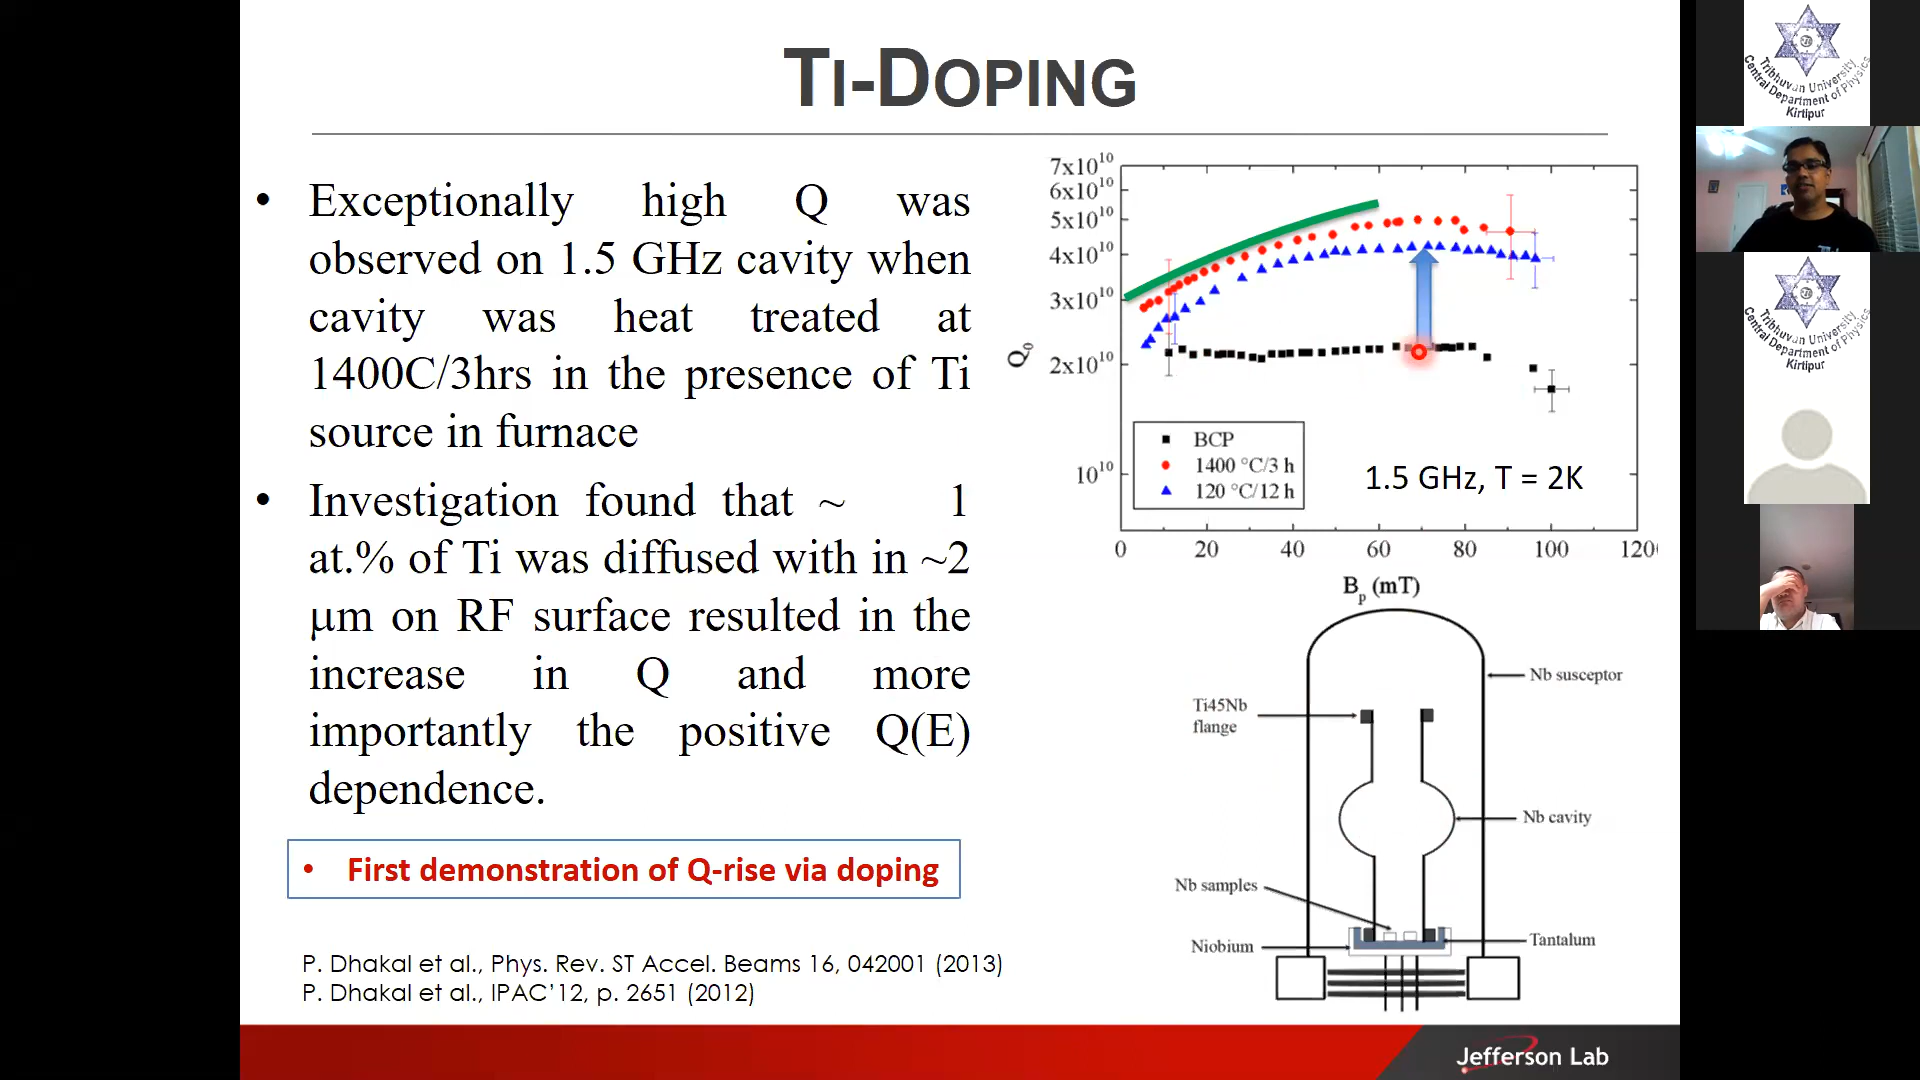 TI-DOPING
• Exceptionally high Q was
observed on 1.5 GHz cavity when
cavity was heat treated at
1400C/3hrs in the presence of Ti
source in furnace
• Investigation found that ~ 1
at.% of Ti was diffused with in ~2
μm on RF surface resulted in the
increase in Q and more
importantly the positive Q(E)
dependence.
• First demonstration of Q-rise via doping
P. Dhakal et al., Phys. Rev. ST Accel. Beams 16, 042001 (2013)
P. Dhakal et al., IPAC'12, p. 2651 (2012)
7x10¹⁰
6x10¹⁰
5x10¹⁰
4x10¹⁰
3x10¹⁰
2x10¹⁰
10¹⁰
Q₀
BCP
1400 °C/3 h
120 °C/12 h
1.5 GHz, T = 2K
0 20 40 60 80 100 120
Bₚ (mT)
Nb susceptor
Ti45Nb
flange
Nb cavity
Nb samples
Niobium
Tantalum
Jefferson Lab
Tribhuvan University
Central Department of Physics
Kirtipur
Tribhuvan University
Central Department of Physics
Kirtipur